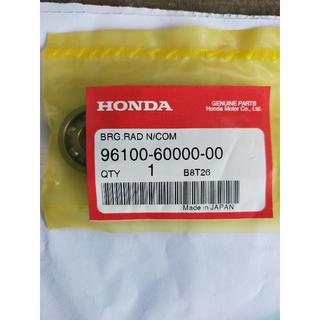 HONDA
GENUINE PARTS
Honda Motor Co., Ltd.
BRG.RAD N/COM
96100-60000-00
QTY 1 B8T26
Made in JAPAN